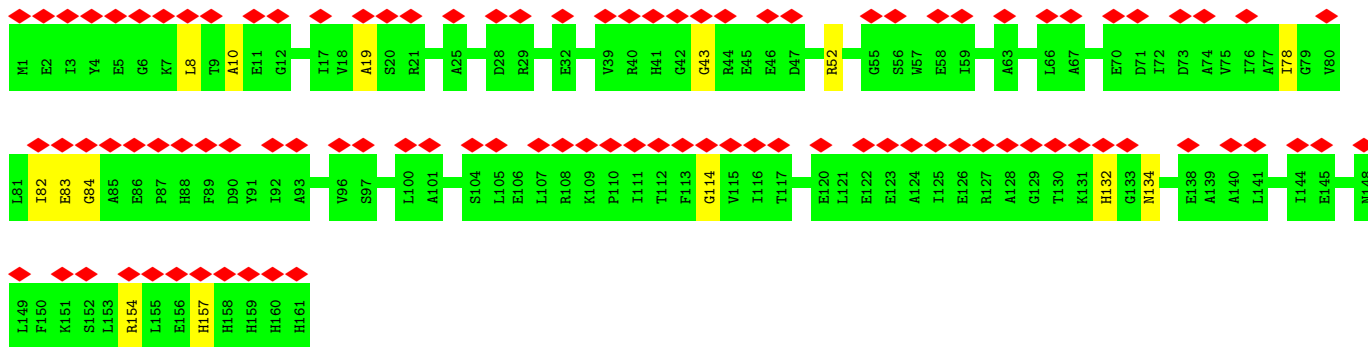 M1 E2 I3 Y4 E5 G6 K7 L8 T9 A10 E11 G12 I17 V18 A19 S20 R21 A25 D28 R29 E32 V39 R40 H41 G42 G43 R44 E45 E46 D47 R52 G55 S56 W57 E58 I59 A63 L66 A67 E70 D71 I72 D73 A74 V75 I76 A77 I78 G79 V80
L81 I82 E83 G84 A85 E86 P87 H88 F89 D90 Y91 I92 A93 V96 S97 L100 A101 S104 L105 E106 L107 R108 K109 P110 I111 T112 F113 G114 V115 I116 T117 E120 L121 E122 E123 A124 I125 E126 R127 A128 G129 T130 K131 H132 G133 N134 E138 A139 A140 L141 I144 E145 N148
L149 F150 K151 S152 L153 R154 L155 E156 H157 H158 H159 H160 H161